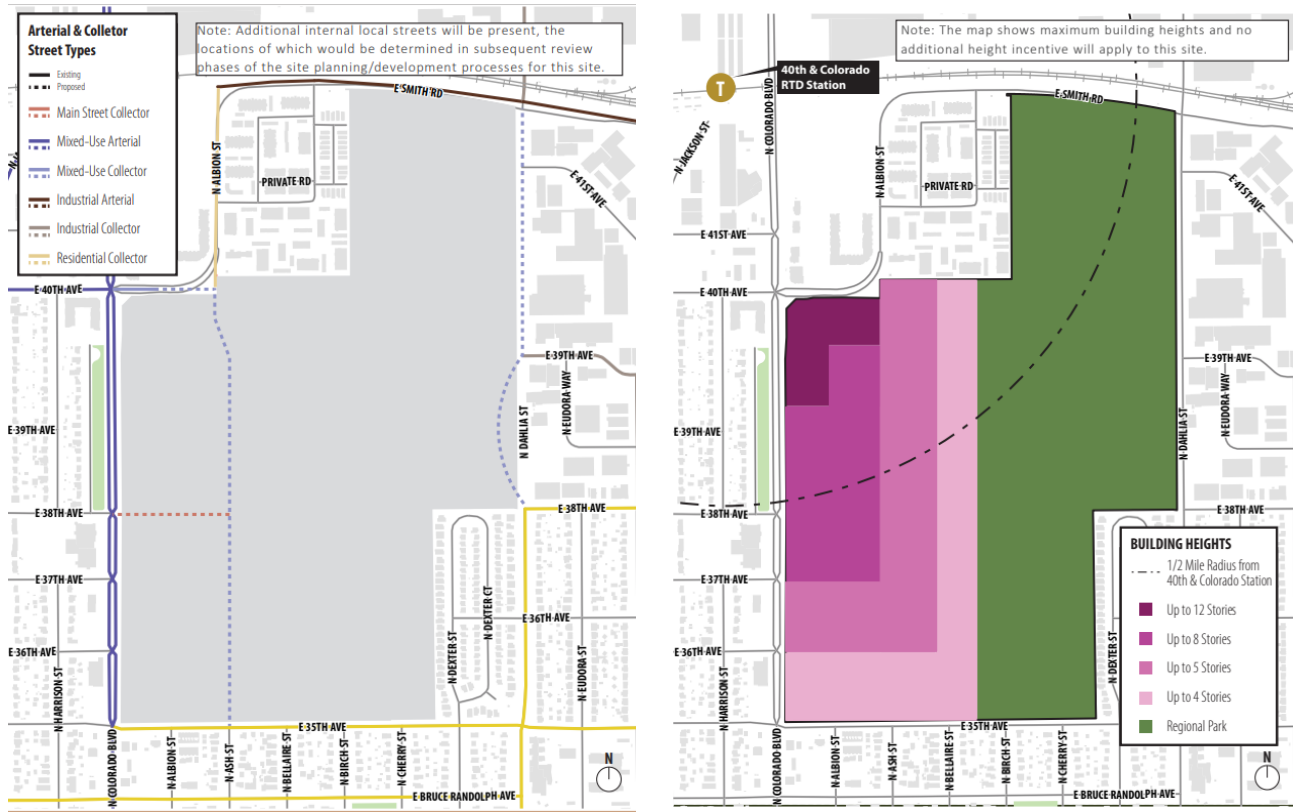 Arterial & Colletor
Street Types
Existing
Proposed
Main Street Collector
Mixed-Use Arterial
Mixed-Use Collector
Industrial Arterial
Industrial Collector
Residential Collector
Note: Additional internal local streets will be present, the
locations of which would be determined in subsequent review
phases of the site planning/development processes for this site.
E SMITH RD
N ALBION ST
PRIVATE RD
E 41ST AVE
E 40TH AVE
E 39TH AVE
N EUDORA WAY
N DAHLIA ST
E 39TH AVE
E 38TH AVE
E 38TH AVE
E 37TH AVE
E 36TH AVE
N DEXTER CT
N DEXTER ST
E 36TH AVE
N HARRISON ST
N EUDORA ST
E 35TH AVE
N COLORADO BLVD
N ALBION ST
N ASH ST
N BELLAIRE ST
N BIRCH ST
N CHERRY ST
N
E BRUCE RANDOLPH AVE
Note: The map shows maximum building heights and no
additional height incentive will apply to this site.
T
40th & Colorado
RTD Station
N JACKSON ST
N COLORADO BLVD
E SMITH RD
N ALBION ST
PRIVATE RD
E 41ST AVE
E 41ST AVE
E 40TH AVE
E 39TH AVE
N EUDORA WAY
N DAHLIA ST
E 39TH AVE
E 38TH AVE
E 38TH AVE
E 37TH AVE
E 36TH AVE
N DEXTER ST
N HARRISON ST
BUILDING HEIGHTS
1/2 Mile Radius from
40th & Colorado Station
Up to 12 Stories
Up to 8 Stories
Up to 5 Stories
Up to 4 Stories
Regional Park
E 35TH AVE
N COLORADO BLVD
N ALBION ST
N ASH ST
N BELLAIRE ST
N BIRCH ST
N CHERRY ST
N
E BRUCE RANDOLPH AVE